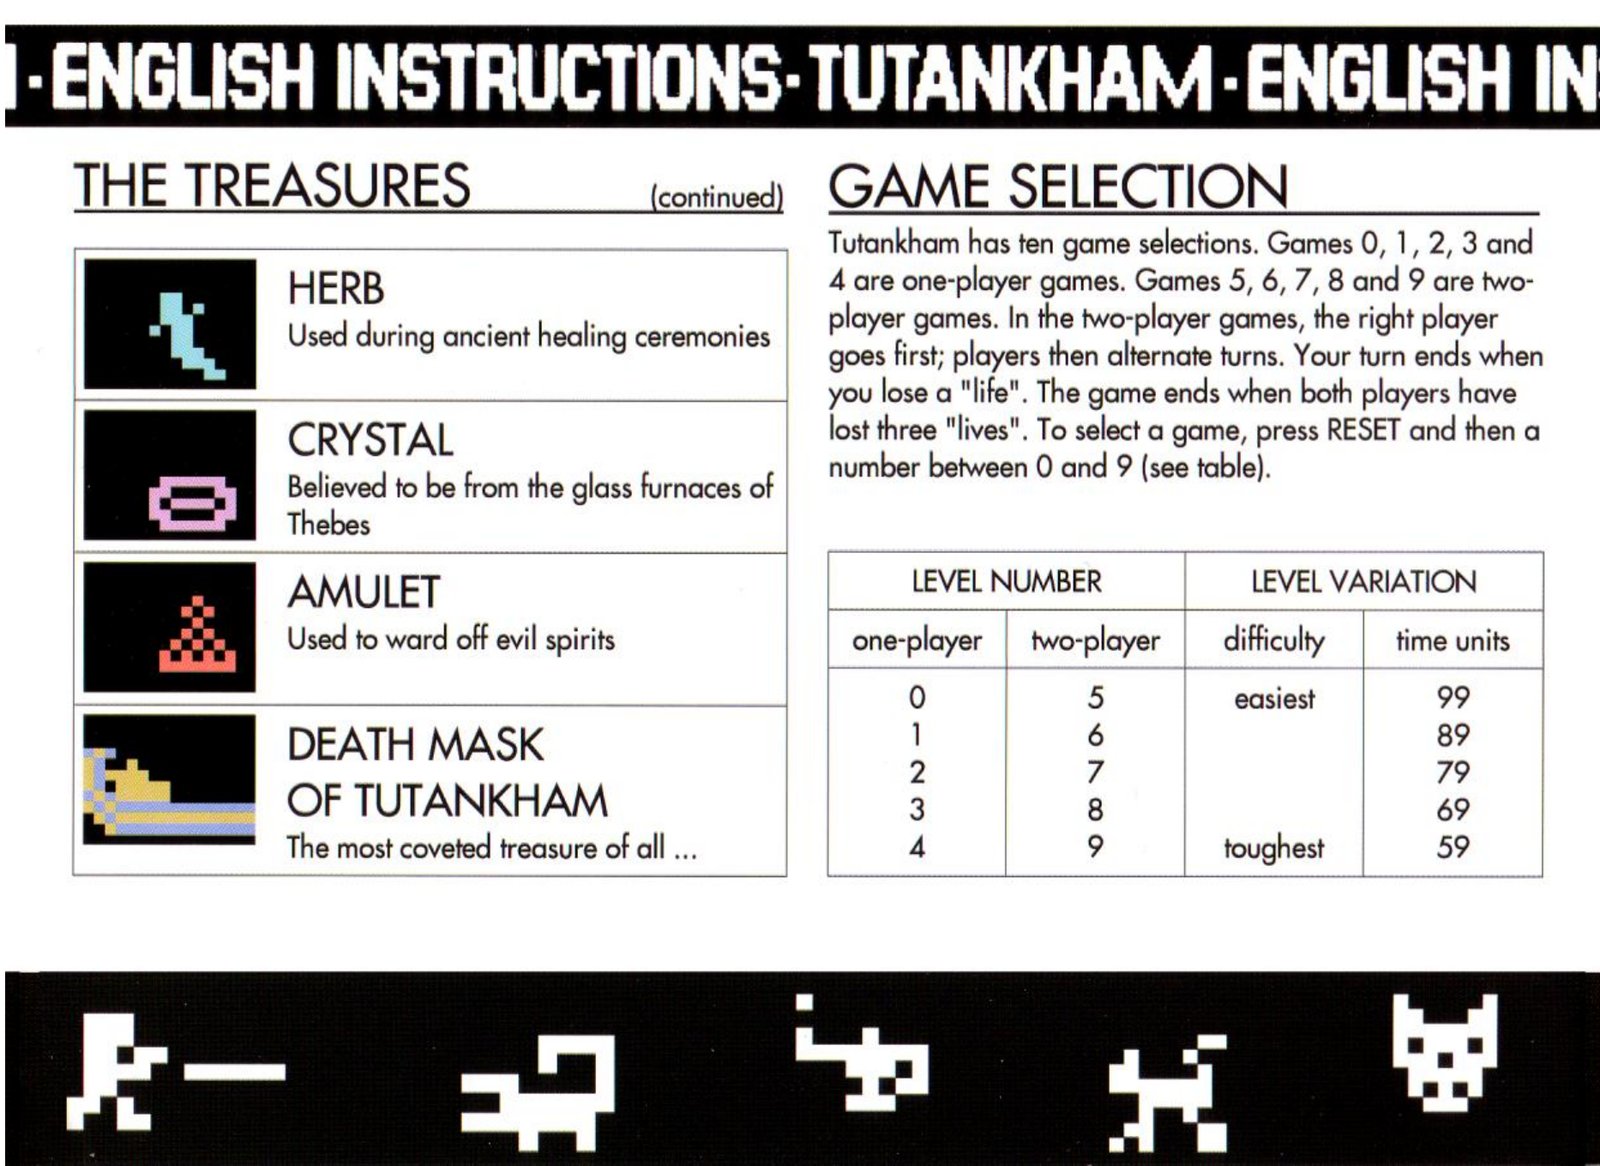 · ENGLISH INSTRUCTIONS · TUTANKHAM · ENGLISH
THE TREASURES (continued)
HERB
Used during ancient healing ceremonies
CRYSTAL
Believed to be from the glass furnaces of
Thebes
AMULET
Used to ward off evil spirits
DEATH MASK
OF TUTANKHAM
The most coveted treasure of all ...
GAME SELECTION
Tutankham has ten game selections. Games 0, 1, 2, 3 and
4 are one-player games. Games 5, 6, 7, 8 and 9 are two-
player games. In the two-player games, the right player
goes first; players then alternate turns. Your turn ends when
you lose a "life". The game ends when both players have
lost three "lives". To select a game, press RESET and then a
number between 0 and 9 (see table).
LEVEL NUMBER LEVEL VARIATION
one-player two-player difficulty time units
0 5 easiest 99
1 6 89
2 7 79
3 8 69
4 9 toughest 59